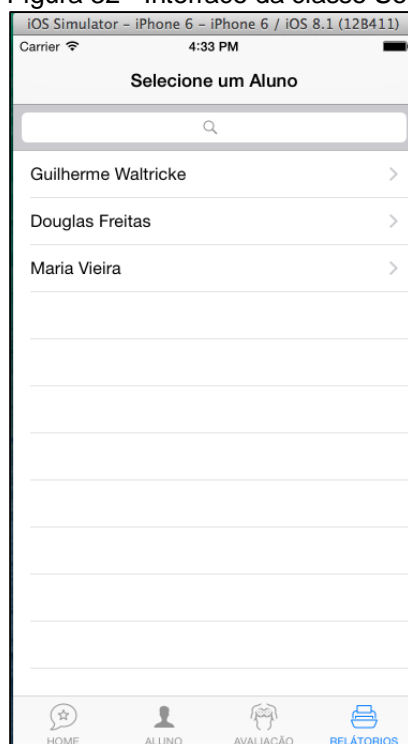 iOS Simulator – iPhone 6 – iPhone 6 / iOS 8.1 (12B411)
Carrier 4:33 PM
Selecione um Aluno
Guilherme Waltricke
Douglas Freitas
Maria Vieira
HOME ALUNO AVALIAÇÃO RELÁTORIOS